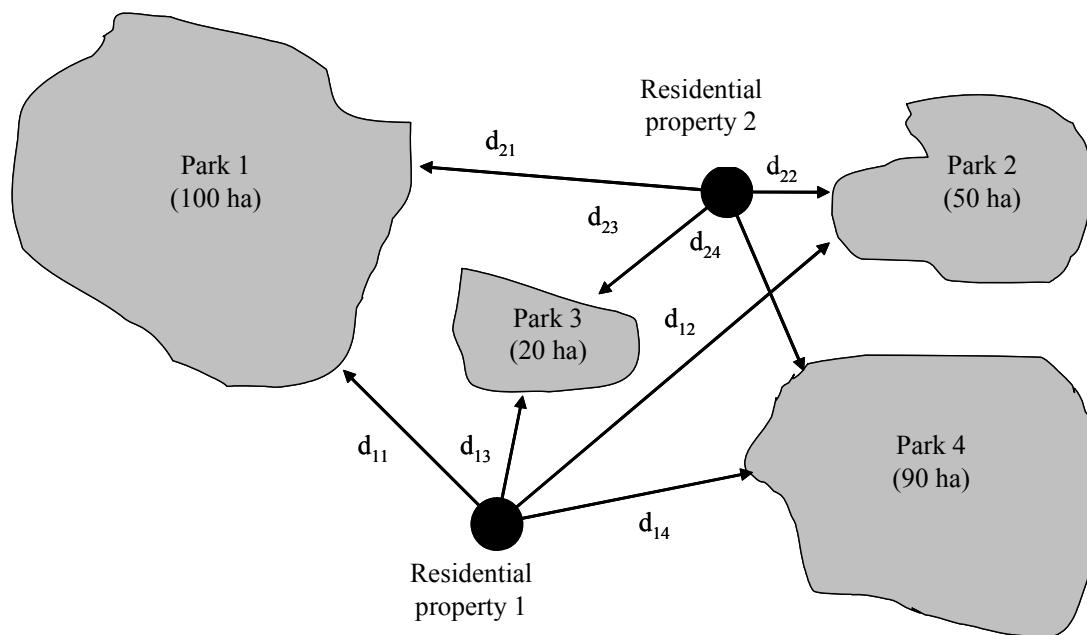 Residential
property 2
Park 1
(100 ha)
d21
d22
Park 2
(50 ha)
d23
d24
Park 3
(20 ha)
d12
d11
d13
Park 4
(90 ha)
d14
Residential
property 1